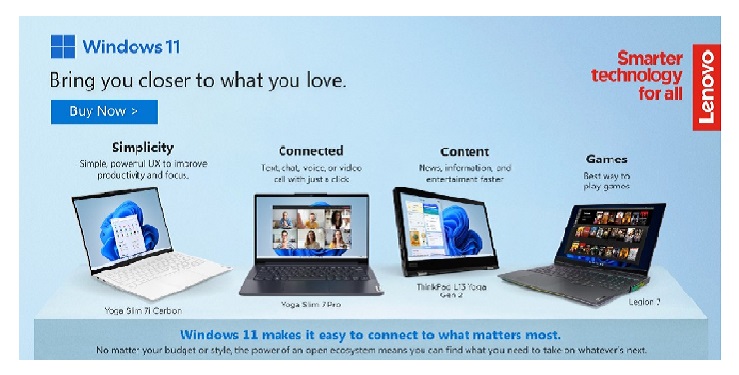 Windows 11
Bring you closer to what you love.
Buy Now >
Smarter
technology
for all
Lenovo
Simplicity
Simple, powerful UX to improve
productivity and focus.
Connected
Text, chat, voice, or video
call with just a click
Content
News, information, and
entertaiment faster
Games
Best way to
play games
Yoga Slim 7i Carbon
Yoga Slim 7 Pro
ThinkPad L13 Yoga
Gen 2
Legion 7
Windows 11 makes it easy to connect to what matters most.
No matter your budget or style, the power of an open ecosystem means you can find what you need to take on whatever's next.